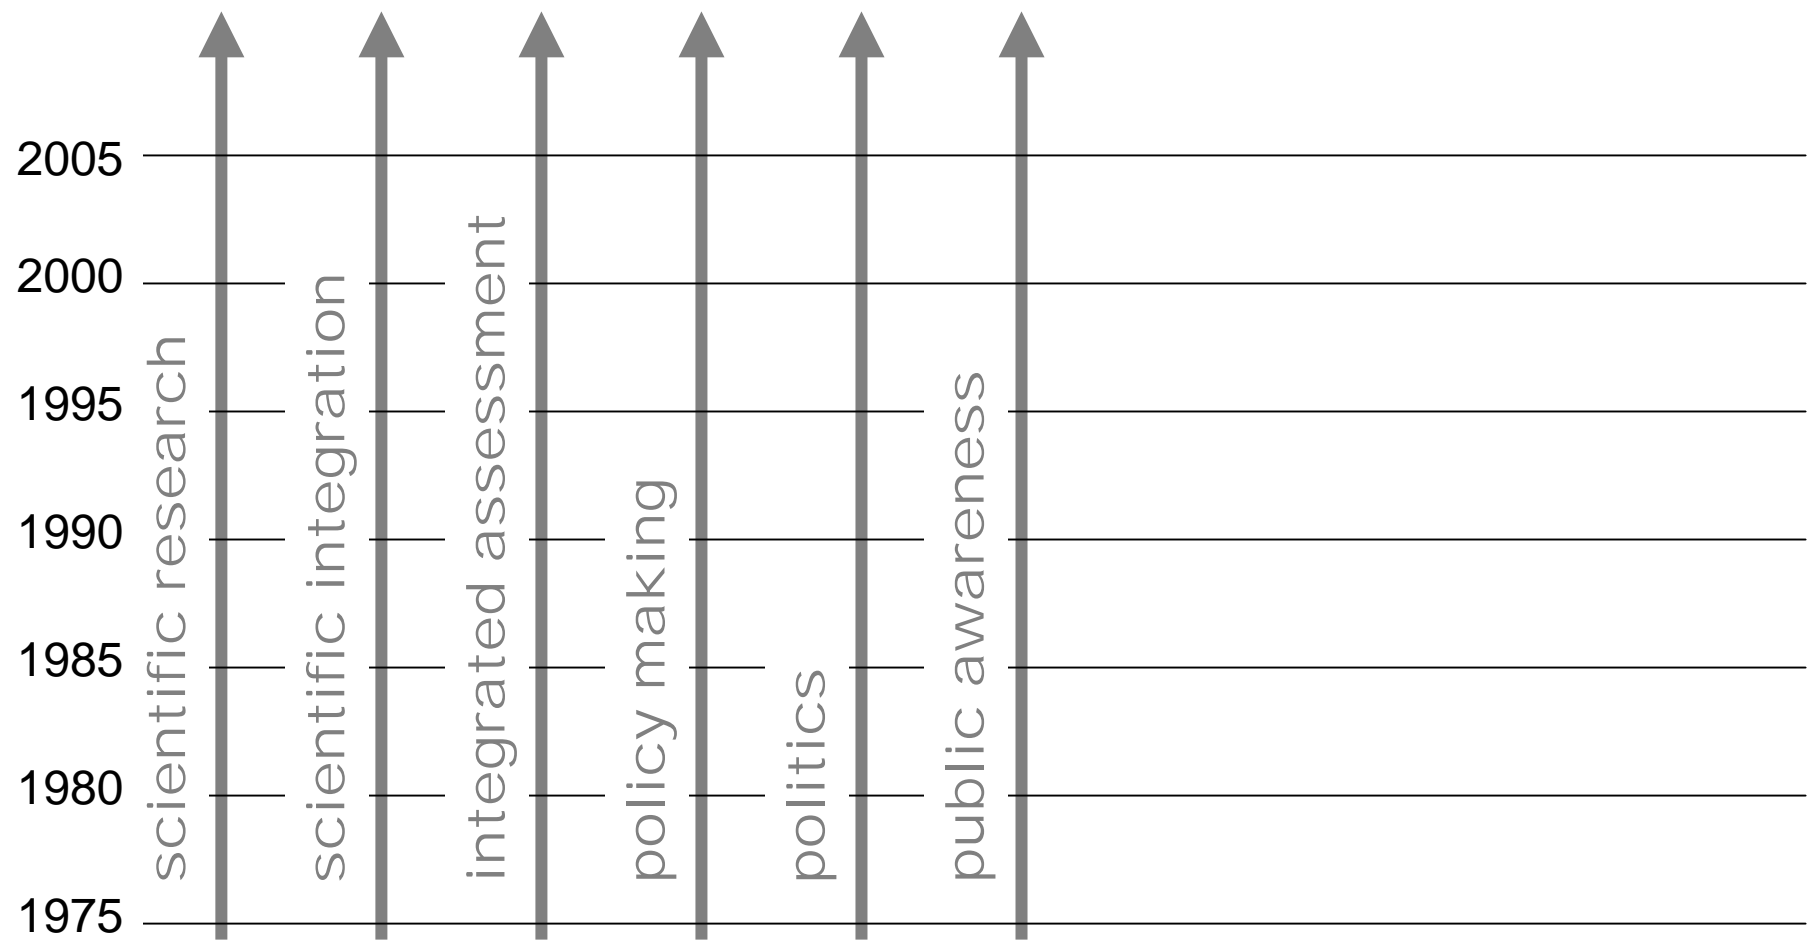 2005
2000
1995
1990
1985
1980
1975
scientific research
scientific integration
integrated assessment
policy making
politics
public awareness